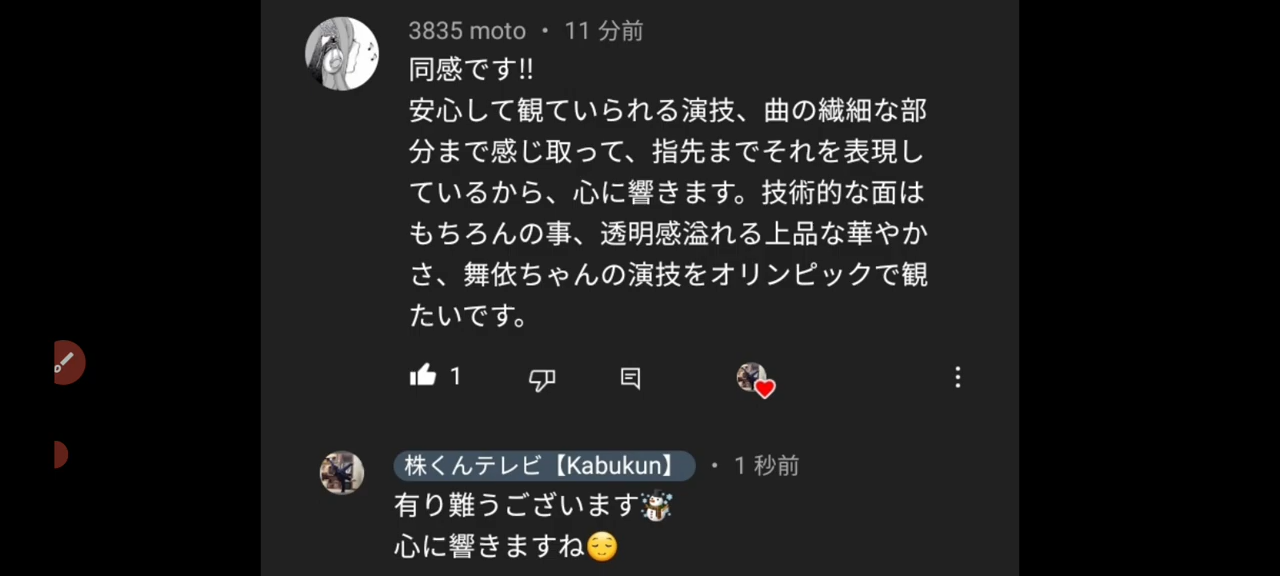 3835 moto • 11 分前
同感です!!
安心して観ていられる演技、曲の繊細な部
分まで感じ取って、指先までそれを表現し
ているから、心に響きます。技術的な面は
もちろんの事、透明感溢れる上品な華やか
さ、舞依ちゃんの演技をオリンピックで観
たいです。
1
株くんテレビ【Kabukun】 • 1 秒前
有り難うございます☃️
心に響きますね😌